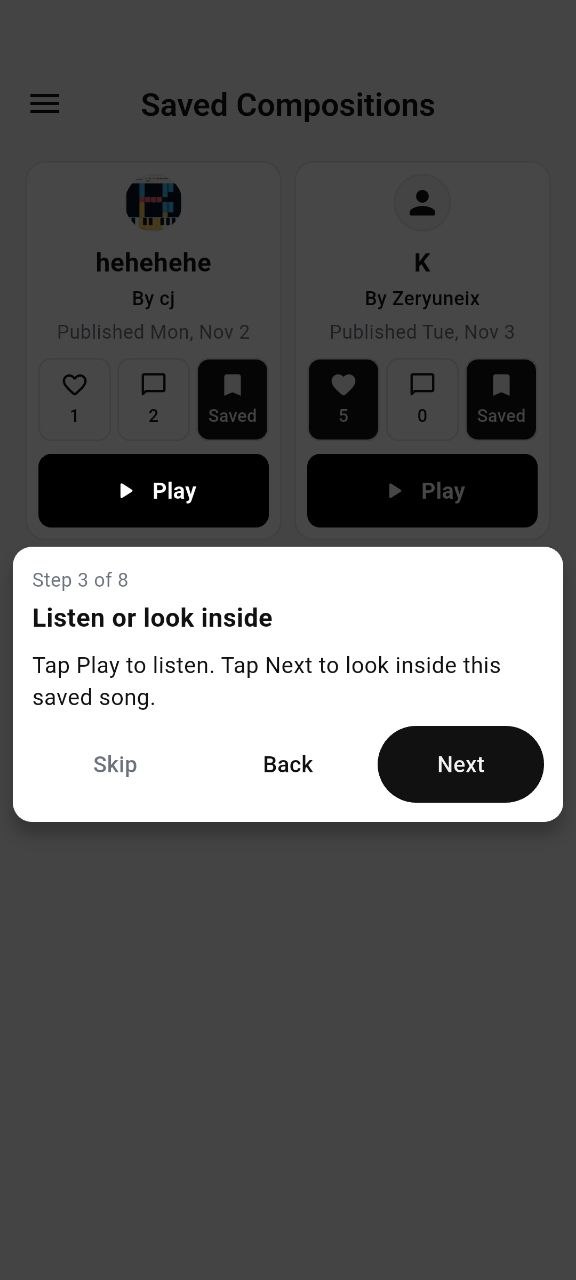 Saved Compositions
hehehehe
By cj
Published Mon, Nov 2
1
2
Saved
Play
K
By Zeryuneix
Published Tue, Nov 3
5
0
Saved
Play
Step 3 of 8
Listen or look inside
Tap Play to listen. Tap Next to look inside this
saved song.
Skip
Back
Next